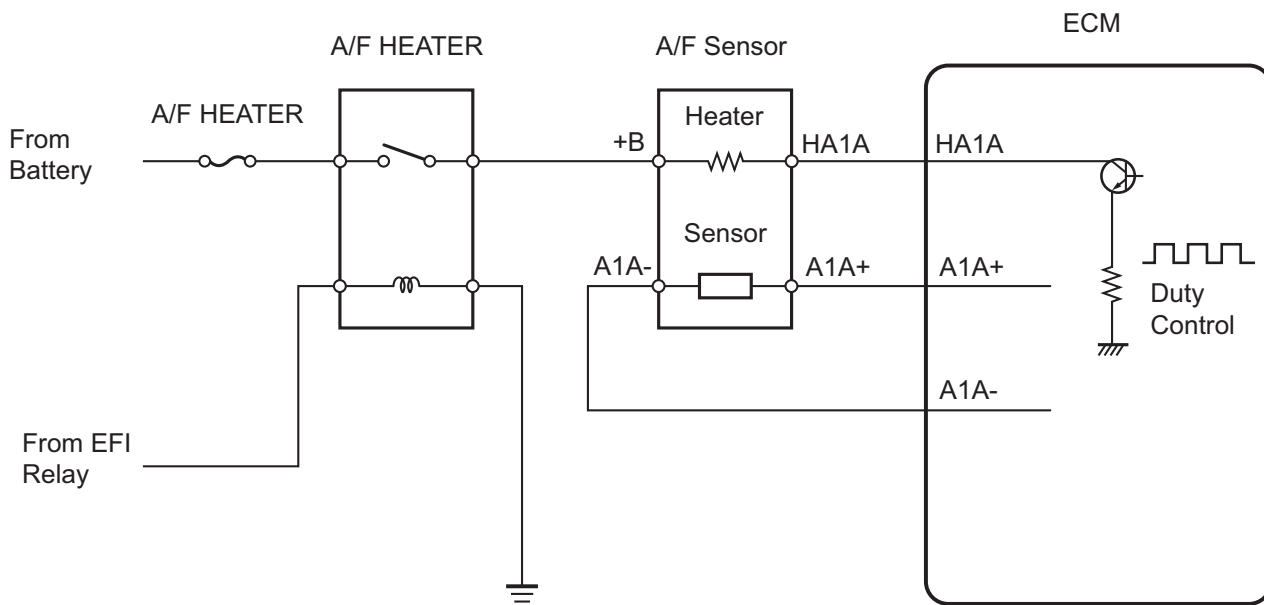 ECM
A/F HEATER
A/F Sensor
A/F HEATER
Heater
From
Battery
+B
HA1A
HA1A
Sensor
A1A-
A1A+
A1A+
Duty
Control
A1A-
From EFI
Relay